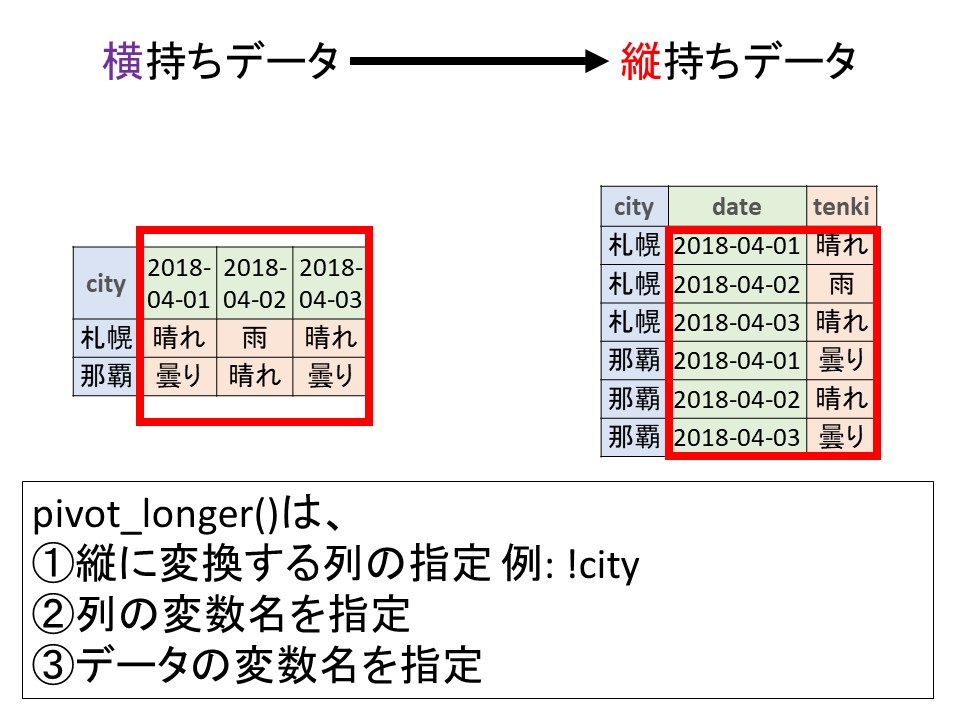 横持ちデータ
縦持ちデータ
city 2018-04-01 2018-04-02 2018-04-03
札幌 晴れ 雨 晴れ
那覇 曇り 晴れ 曇り
city date tenki
札幌 2018-04-01 晴れ
札幌 2018-04-02 雨
札幌 2018-04-03 晴れ
那覇 2018-04-01 曇り
那覇 2018-04-02 晴れ
那覇 2018-04-03 曇り
pivot_longer()は、
①縦に変換する列の指定 例: !city
②列の変数名を指定
③データの変数名を指定